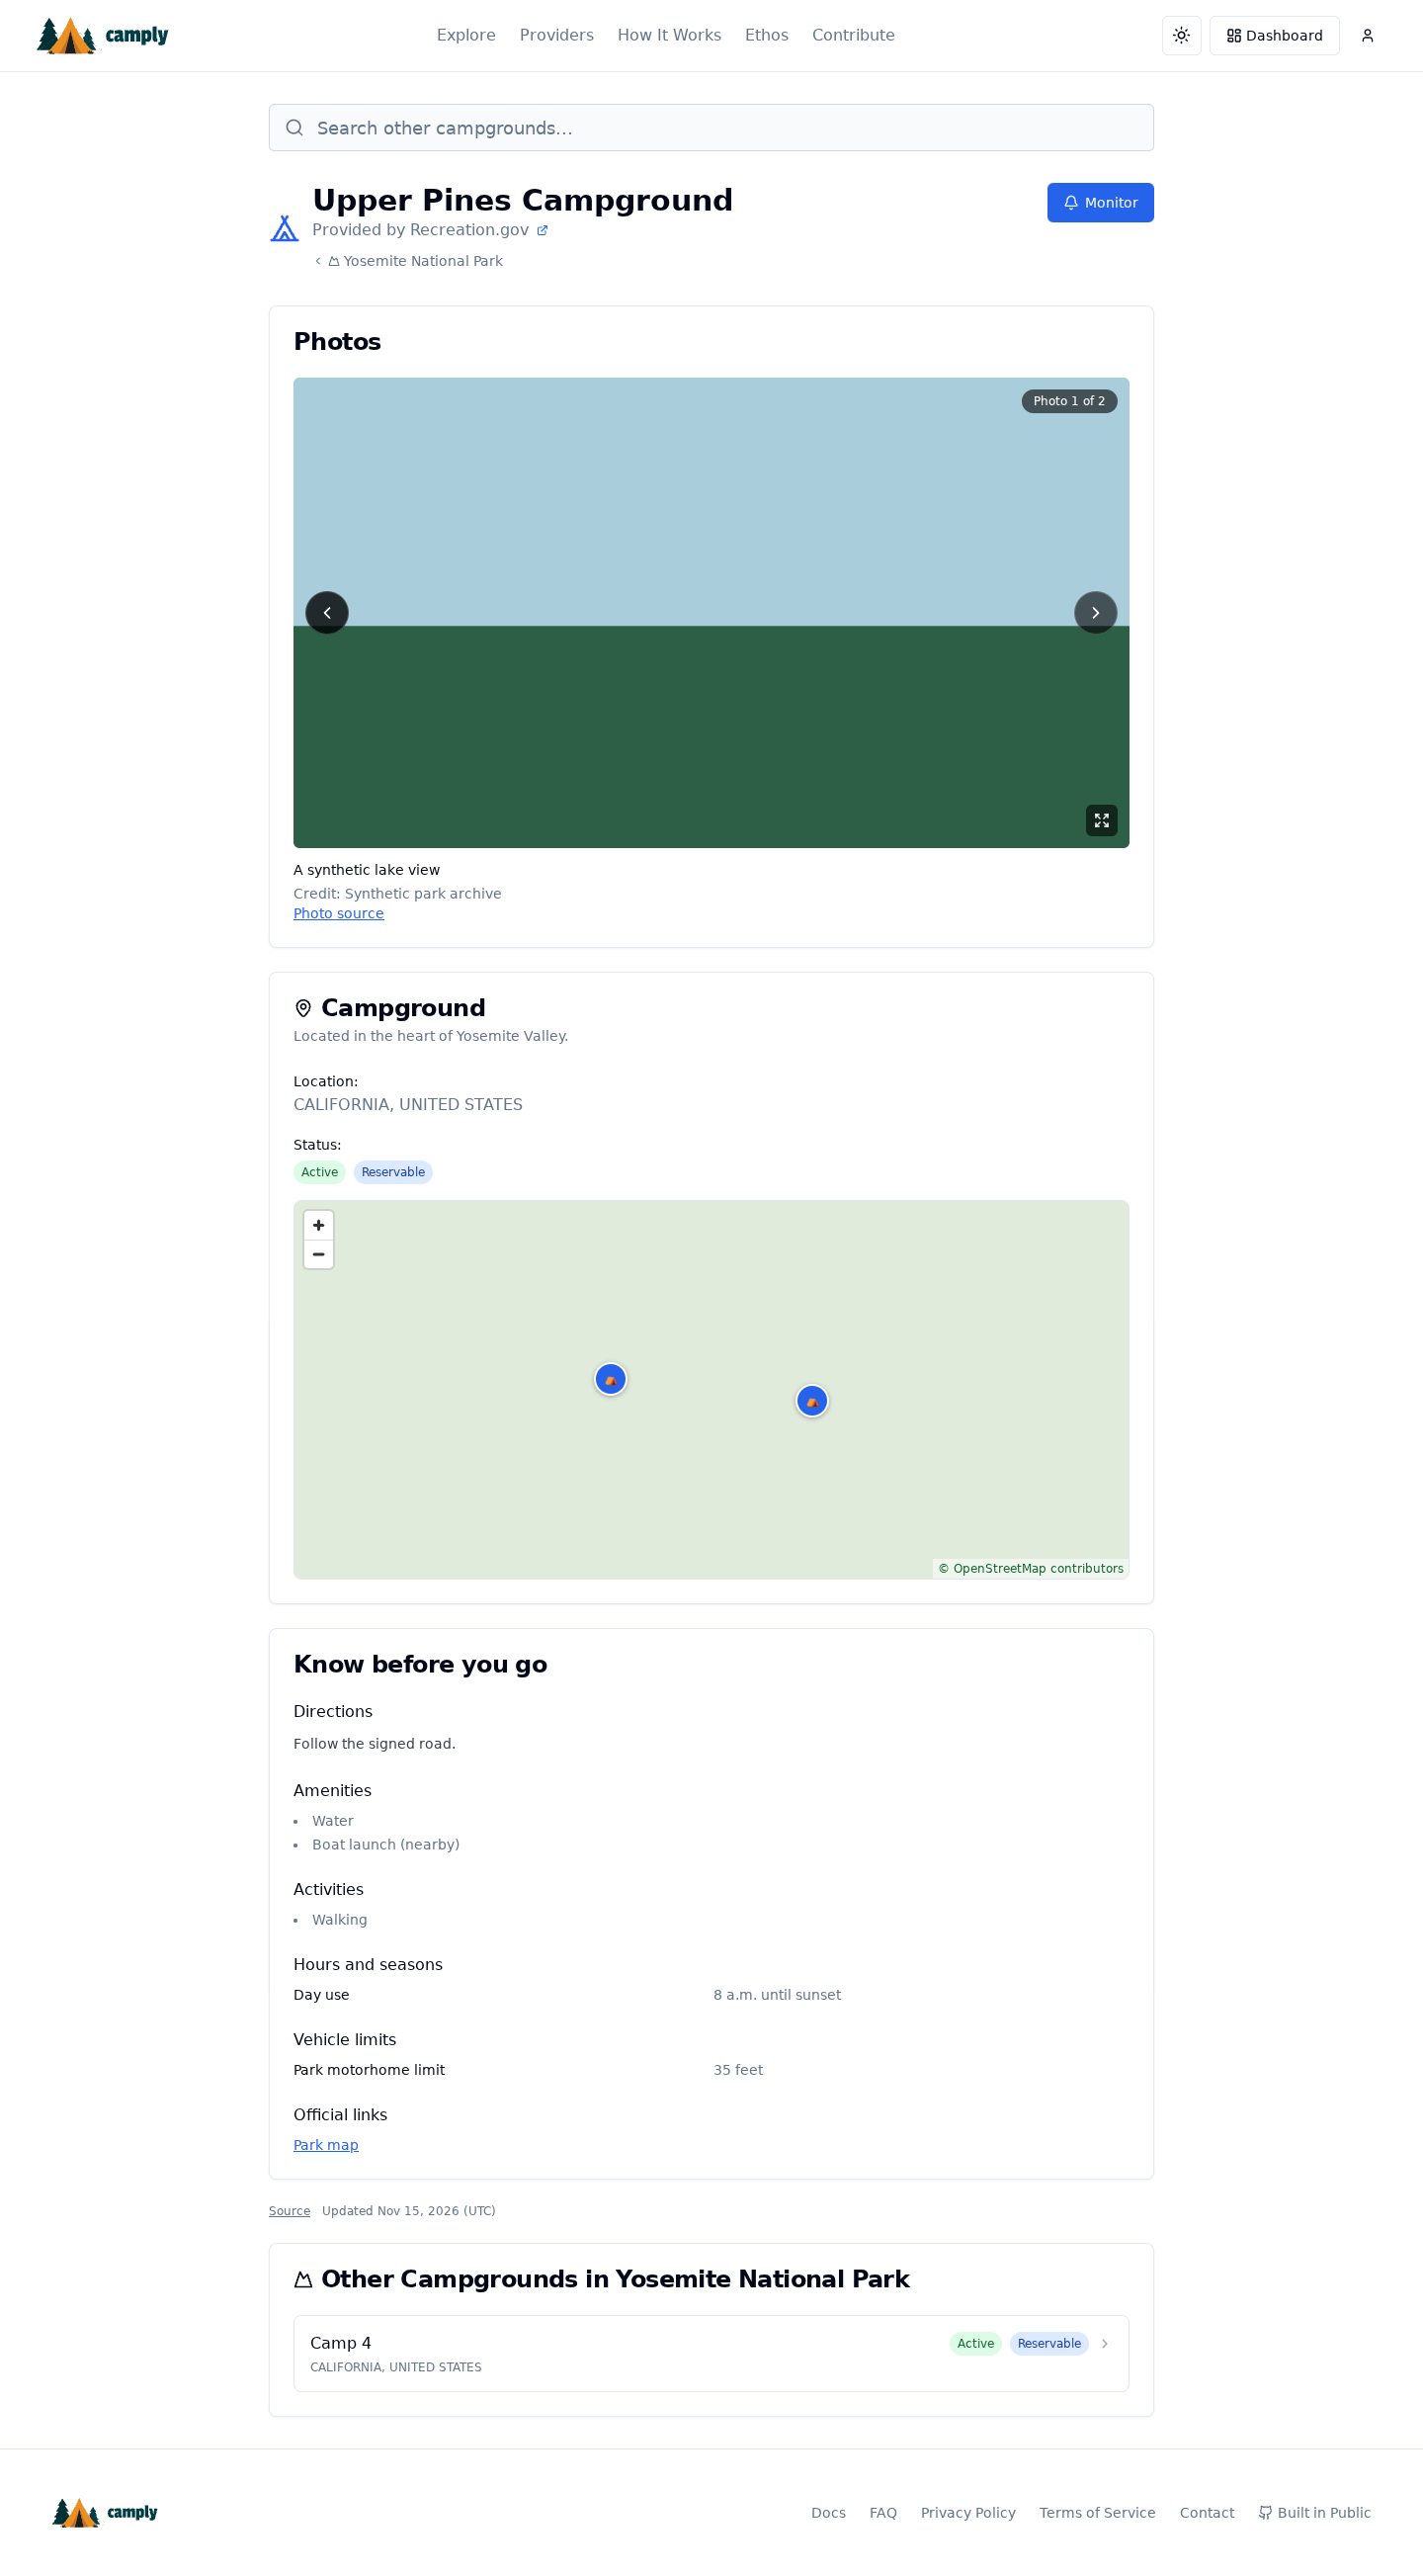 camply
Explore Providers How It Works Ethos Contribute
Dashboard
Search other campgrounds...
Upper Pines Campground
Monitor
Provided by Recreation.gov
Yosemite National Park
Photos
Photo 1 of 2
A synthetic lake view
Credit: Synthetic park archive
Photo source
Campground
Located in the heart of Yosemite Valley.
Location:
CALIFORNIA, UNITED STATES
Status:
Active Reservable
© OpenStreetMap contributors
Know before you go
Directions
Follow the signed road.
Amenities
• Water
• Boat launch (nearby)
Activities
• Walking
Hours and seasons
Day use 8 a.m. until sunset
Vehicle limits
Park motorhome limit 35 feet
Official links
Park map
Source Updated Nov 15, 2026 (UTC)
Other Campgrounds in Yosemite National Park
Camp 4 Active Reservable
CALIFORNIA, UNITED STATES
camply
Docs FAQ Privacy Policy Terms of Service Contact Built in Public